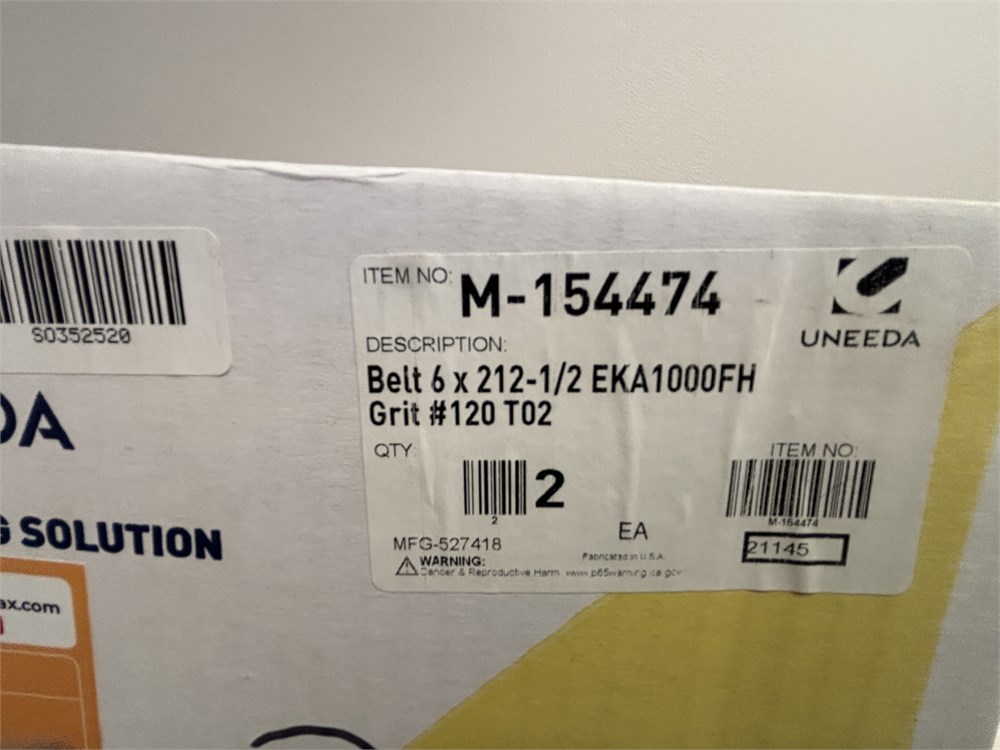 SO352520
DA
G SOLUTION
ax.com
ITEM NO: M-154474
UNEEDA
DESCRIPTION:
Belt 6 x 212-1/2 EKA1000FH
Grit #120 T02
QTY:
2
2
EA
ITEM NO:
M-154474
21145
MFG-527418
Fabricated in U.S.A.
WARNING:
Cancer & Reproductive Harm www.p65warning.ca.gov